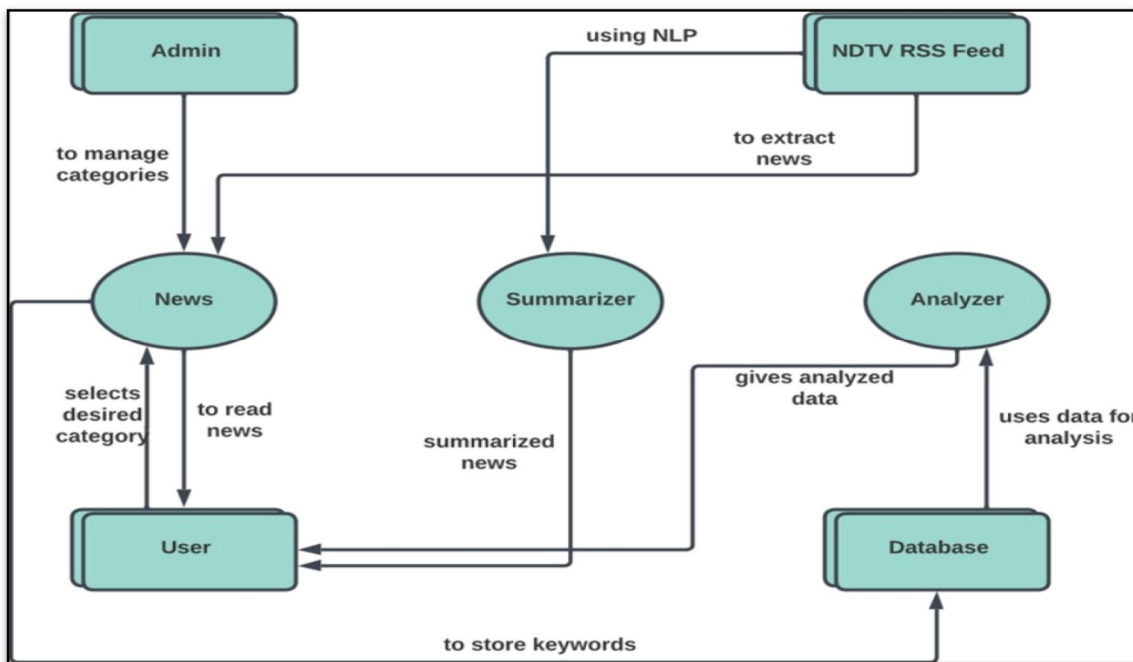 Admin
using NLP
NDTV RSS Feed
to manage
categories
to extract
news
News
Summarizer
Analyzer
selects
desired
category
to read
news
summarized
news
gives analyzed
data
uses data for
analysis
User
Database
to store keywords